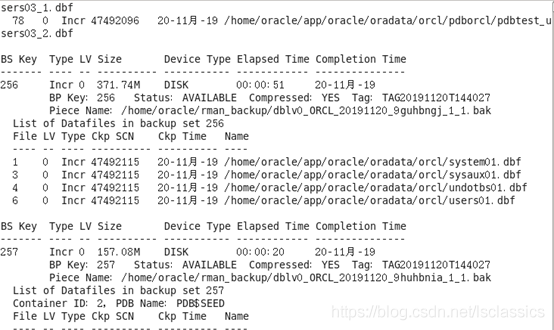 sers03_1.dbf
78 0 Incr 47492096 20-11月-19 /home/oracle/app/oracle/oradata/orcl/pdborcl/pdbtest_u
sers03_2.dbf
BS Key Type LV Size Device Type Elapsed Time Completion Time
------- ---- -- ---------- ----------- ------------ ---------------
256 Incr 0 371.74M DISK 00:00:51 20-11月-19
BP Key: 256 Status: AVAILABLE Compressed: YES Tag: TAG20191120T144027
Piece Name: /home/oracle/rman_backup/dblv0_ORCL_20191120_9guhbngj_1_1.bak
List of Datafiles in backup set 256
File LV Type Ckp SCN Ckp Time Name
---- -- ---- ---------- ---------- ----
1 0 Incr 47492115 20-11月-19 /home/oracle/app/oracle/oradata/orcl/system01.dbf
3 0 Incr 47492115 20-11月-19 /home/oracle/app/oracle/oradata/orcl/sysaux01.dbf
4 0 Incr 47492115 20-11月-19 /home/oracle/app/oracle/oradata/orcl/undotbs01.dbf
6 0 Incr 47492115 20-11月-19 /home/oracle/app/oracle/oradata/orcl/users01.dbf
BS Key Type LV Size Device Type Elapsed Time Completion Time
------- ---- -- ---------- ----------- ------------ ---------------
257 Incr 0 157.08M DISK 00:00:20 20-11月-19
BP Key: 257 Status: AVAILABLE Compressed: YES Tag: TAG20191120T144027
Piece Name: /home/oracle/rman_backup/dblv0_ORCL_20191120_9huhbnia_1_1.bak
List of Datafiles in backup set 257
Container ID: 2, PDB Name: PDB$SEED
File LV Type Ckp SCN Ckp Time Name
---- -- ---- ---------- ---------- ----
https://blog.csdn.net/lsclassics